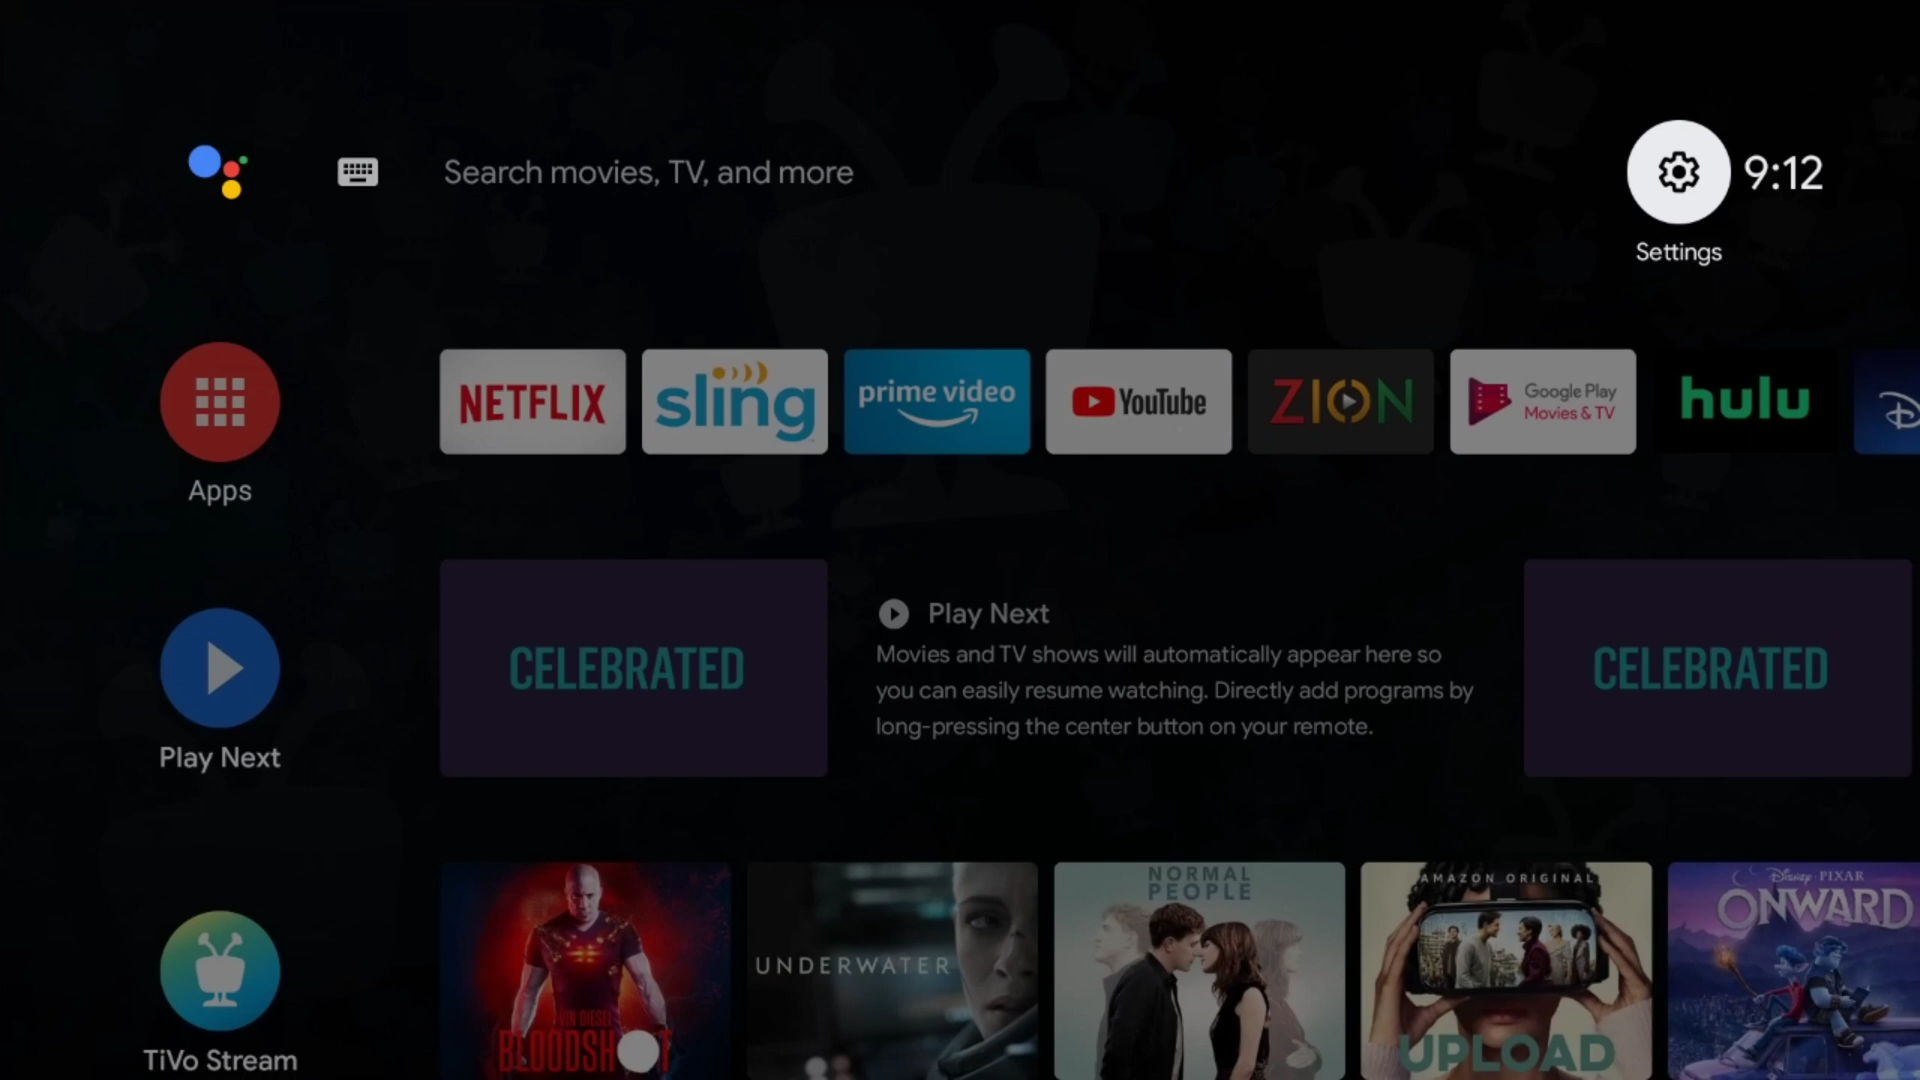 Search movies, TV, and more
9:12
Settings
NETFLIX
sling
prime video
YouTube
ZION
Google Play
Movies & TV
hulu
Apps
CELEBRATED
Play Next
Movies and TV shows will automatically appear here so
you can easily resume watching. Directly add programs by
long-pressing the center button on your remote.
CELEBRATED
Play Next
VIN DIESEL
UNDERWATER
NORMAL
PEOPLE
AMAZON ORIGINAL
UPLOAD
Disney PIXAR
ONWARD
TiVo Stream